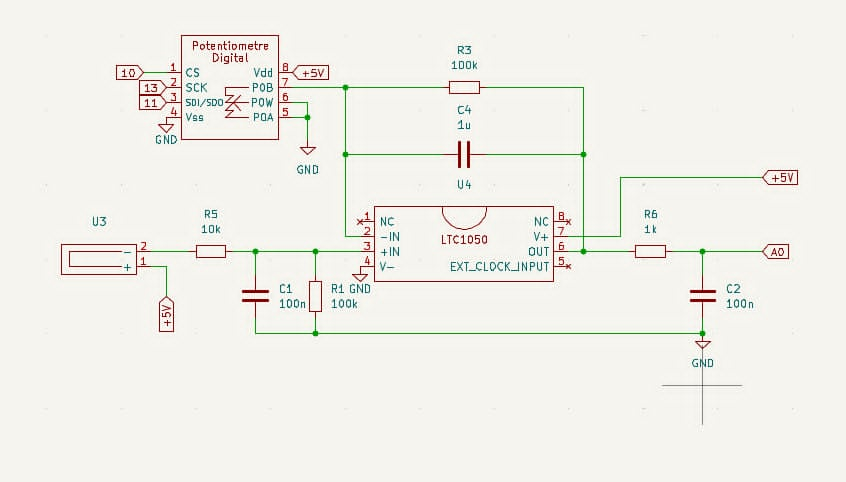 Potentiometre
Digital
10
1
CS
Vdd
8
+5V
13
2
SCK
POB
7
11
3
SDI/SDO
POW
6
4
Vss
POA
5
GND
GND
R3
100k
C4
1u
U4
+5V
1
NC
NC
8
2
-IN
V+
7
LTC1050
3
+IN
OUT
6
4
V-
EXT_CLOCK_INPUT
5
GND
U3
-
2
+
1
+5V
R5
10k
C1
100n
R1
100k
R6
1k
A0
C2
100n
GND